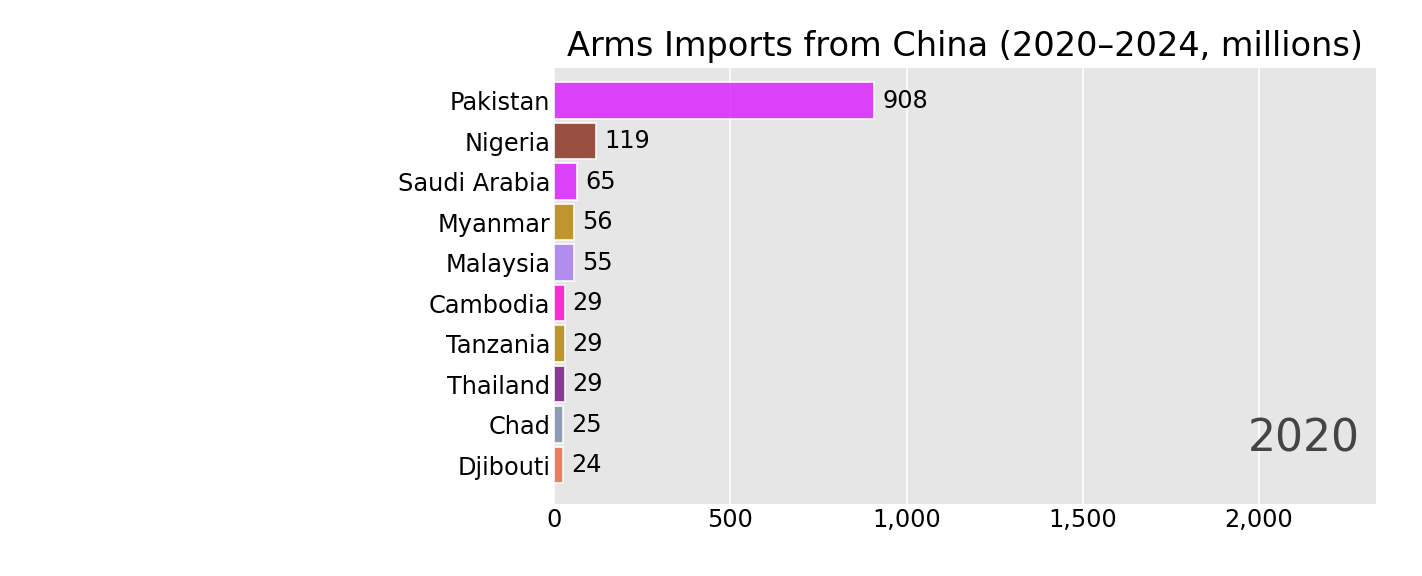 Arms Imports from China (2020–2024, millions)
Pakistan 908
Nigeria 119
Saudi Arabia 65
Myanmar 56
Malaysia 55
Cambodia 29
Tanzania 29
Thailand 29
Chad 25
Djibouti 24
2020
0 500 1,000 1,500 2,000